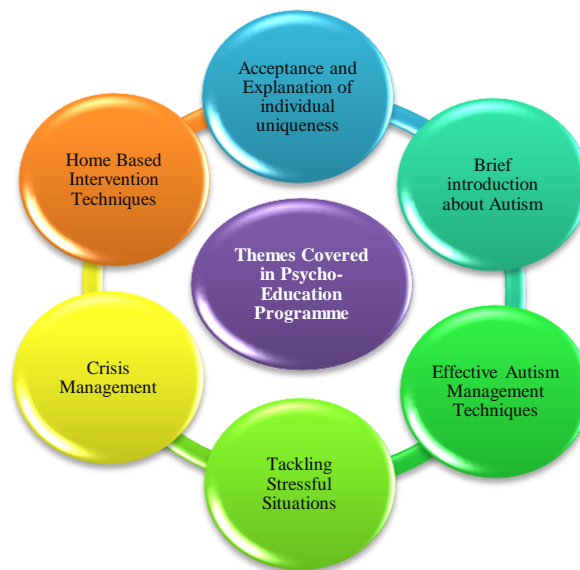 Acceptance and
Explanation of
individual
uniqueness
Brief
introduction
about Autism
Effective Autism
Management
Techniques
Tackling
Stressful
Situations
Crisis
Management
Home Based
Intervention
Techniques
Themes Covered
in Psycho-
Education
Programme